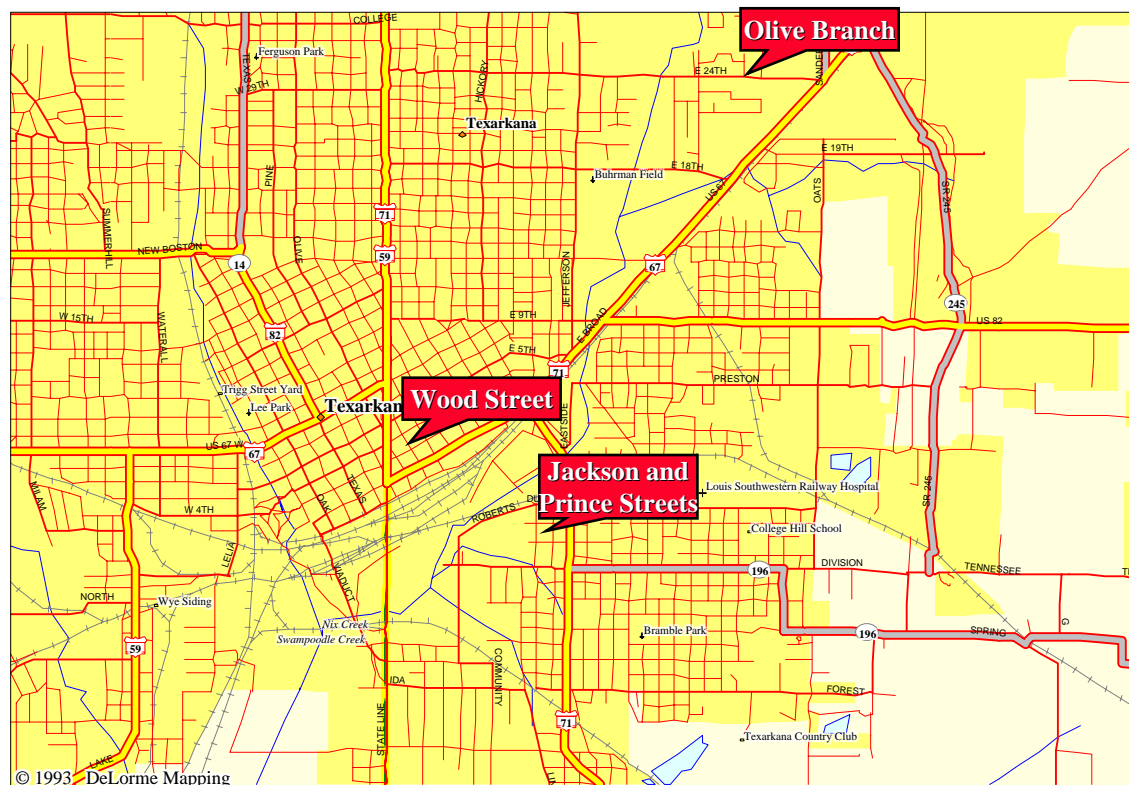 COLLEGE
Olive Branch
Ferguson Park
TEXAS
W 29TH
HICKORY
E 24TH
Texarkana
E 18TH
E 19TH
Buhrman Field
PINE
US 67
OATS
SR 245
SUMMERHILL
71
NEW BOSTON
OLIVE
59
14
67
JEFFERSON
245
W 15TH
WATERALL
E 9TH
E BROAD
US 82
82
E 5TH
71
PRESTON
Trigg Street Yard
Wood Street
Lee Park
EASTSIDE
US 67 W
67
Jackson and
Prince Streets
Louis Southwestern Railway Hospital
MILAM
OAK
TEXAS
W 4TH
ROBERTS
SR 245
College Hill School
LELIA
VIADUCT
196
DIVISION
TENNESSEE
NORTH
Wye Siding
Nix Creek
Swampoodle Creek
Bramble Park
196
SPRING
G
59
COMMUNITY
IDA
FOREST
71
STATE LINE
Texarkana Country Club
LAKE
© 1993 DeLorme Mapping